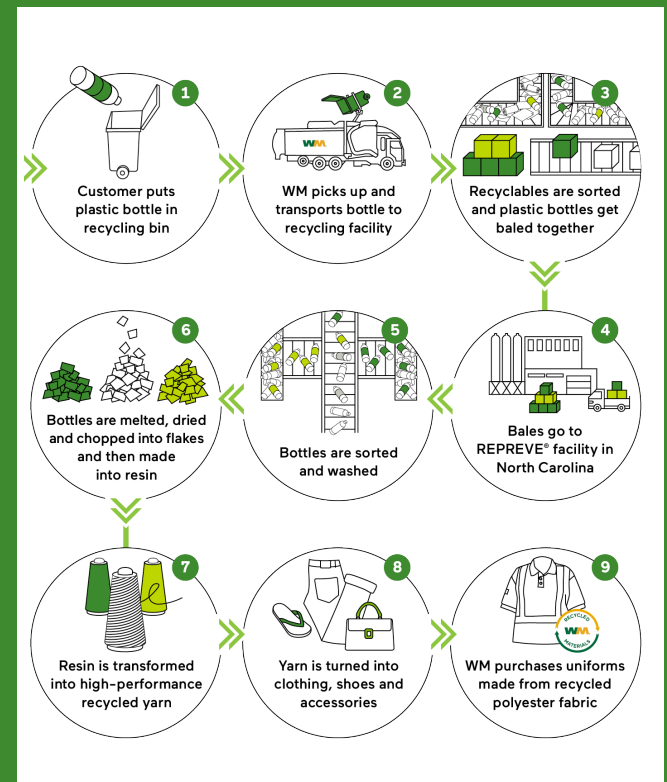 1
Customer puts
plastic bottle in
recycling bin
2
WM
WM picks up and
transports bottle to
recycling facility
3
Recyclables are sorted
and plastic bottles get
baled together
4
Bales go to
REPREVE® facility in
North Carolina
5
Bottles are sorted
and washed
6
Bottles are melted, dried
and chopped into flakes
and then made
into resin
7
Resin is transformed
into high-performance
recycled yarn
8
Yarn is turned into
clothing, shoes and
accessories
9
RECYCLED
WM
MATERIALS
WM purchases uniforms
made from recycled
polyester fabric